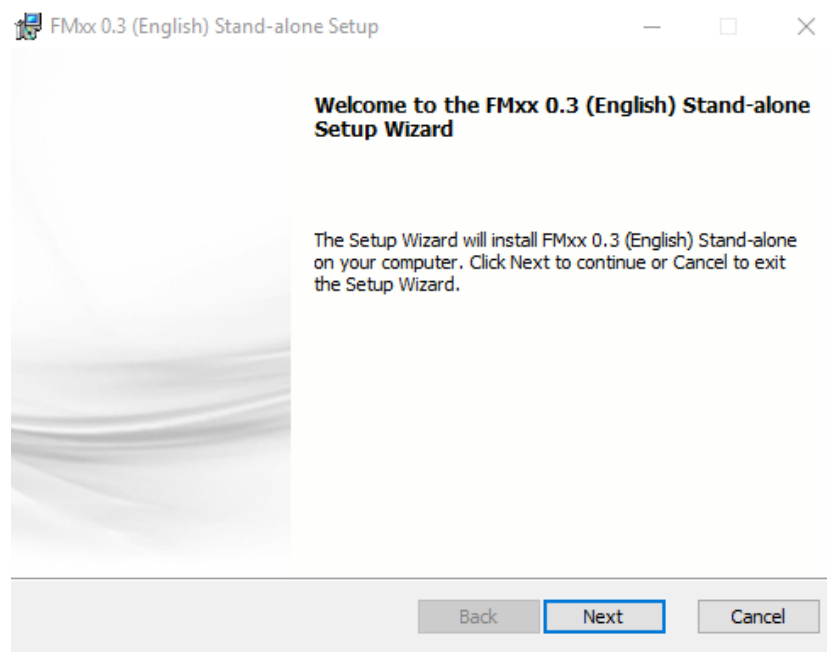 FMxx 0.3 (English) Stand-alone Setup
Welcome to the FMxx 0.3 (English) Stand-alone
Setup Wizard
The Setup Wizard will install FMxx 0.3 (English) Stand-alone
on your computer. Click Next to continue or Cancel to exit
the Setup Wizard.
Back Next Cancel